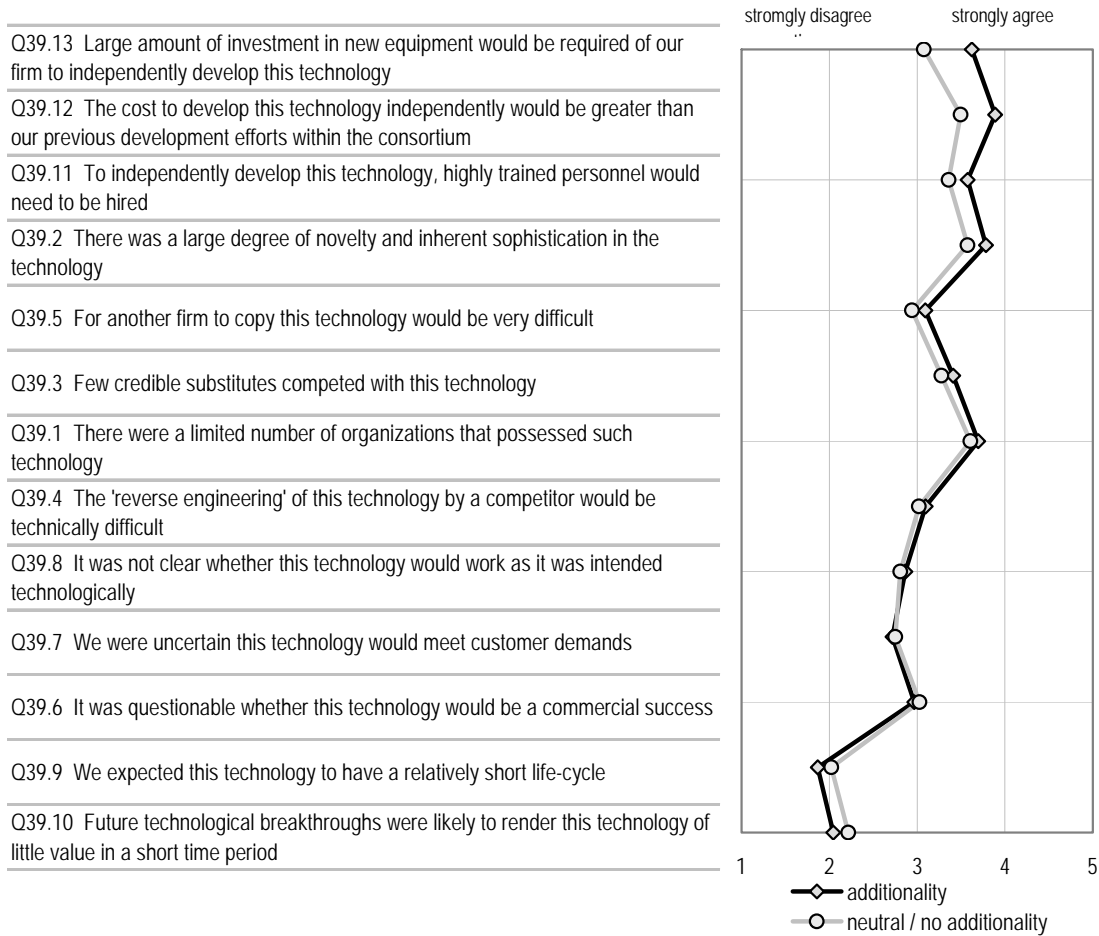 stromgly disagree strongly agree
Q39.13 Large amount of investment in new equipment would be required of our
firm to independently develop this technology
Q39.12 The cost to develop this technology independently would be greater than
our previous development efforts within the consortium
Q39.11 To independently develop this technology, highly trained personnel would
need to be hired
Q39.2 There was a large degree of novelty and inherent sophistication in the
technology
Q39.5 For another firm to copy this technology would be very difficult
Q39.3 Few credible substitutes competed with this technology
Q39.1 There were a limited number of organizations that possessed such
technology
Q39.4 The 'reverse engineering' of this technology by a competitor would be
technically difficult
Q39.8 It was not clear whether this technology would work as it was intended
technologically
Q39.7 We were uncertain this technology would meet customer demands
Q39.6 It was questionable whether this technology would be a commercial success
Q39.9 We expected this technology to have a relatively short life-cycle
Q39.10 Future technological breakthroughs were likely to render this technology of
little value in a short time period
1 2 3 4 5
additionality
neutral / no additionality